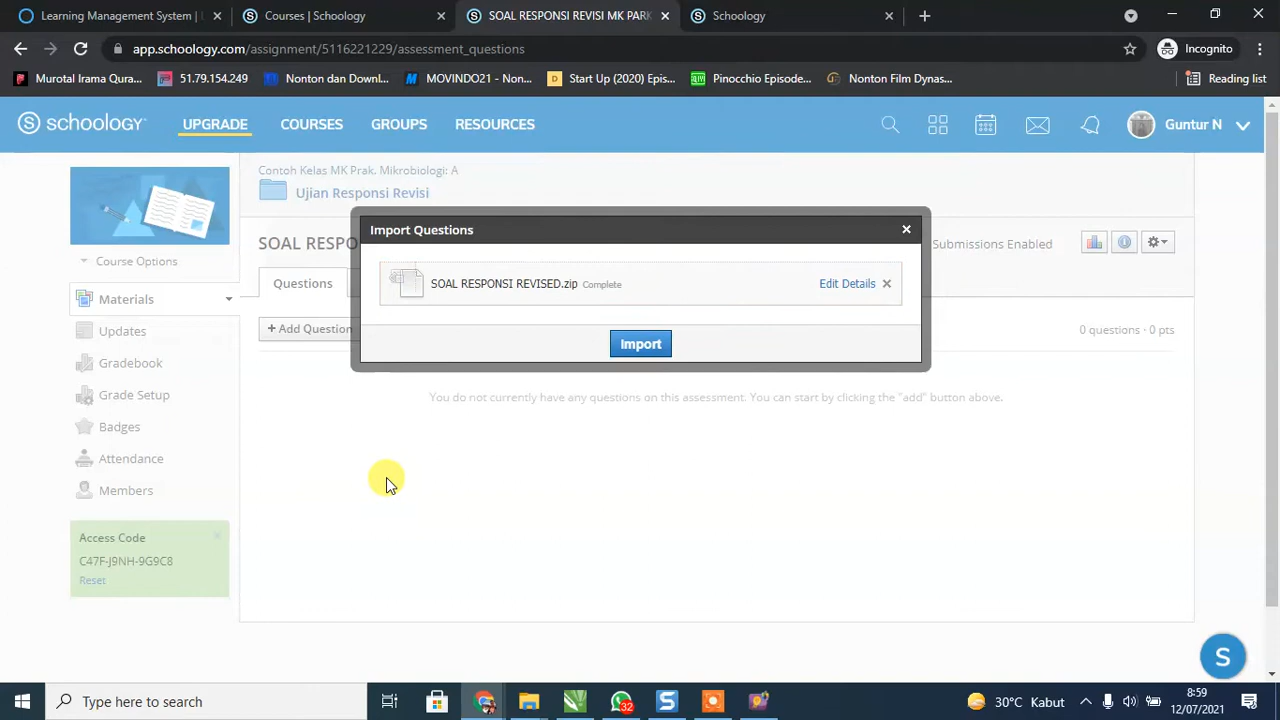 Learning Management System | L
Courses | Schoology
SOAL RESPONSI REVISI MK PARK
Schoology
app.schoology.com/assignment/5116221229/assessment_questions
Incognito
Murotal Irama Qura...
51.79.154.249
Nonton dan Downl...
MOVINDO21 - Non...
Start Up (2020) Epis...
Pinocchio Episode...
Nonton Film Dynas...
Reading list
schoology
UPGRADE
COURSES
GROUPS
RESOURCES
Guntur N
Contoh Kelas MK Prak. Mikrobiologi: A
Ujian Responsi Revisi
Import Questions
SOAL RESPO
Submissions Enabled
Course Options
Questions
SOAL RESPONSI REVISED.zip Complete
Edit Details
Materials
Updates
+ Add Question
0 questions · 0 pts
Import
Gradebook
Grade Setup
You do not currently have any questions on this assessment. You can start by clicking the "add" button above.
Badges
Attendance
Members
Access Code
C47F-J9NH-9G9C8
Reset
S
Type here to search
32
30°C Kabut
8:59
12/07/2021